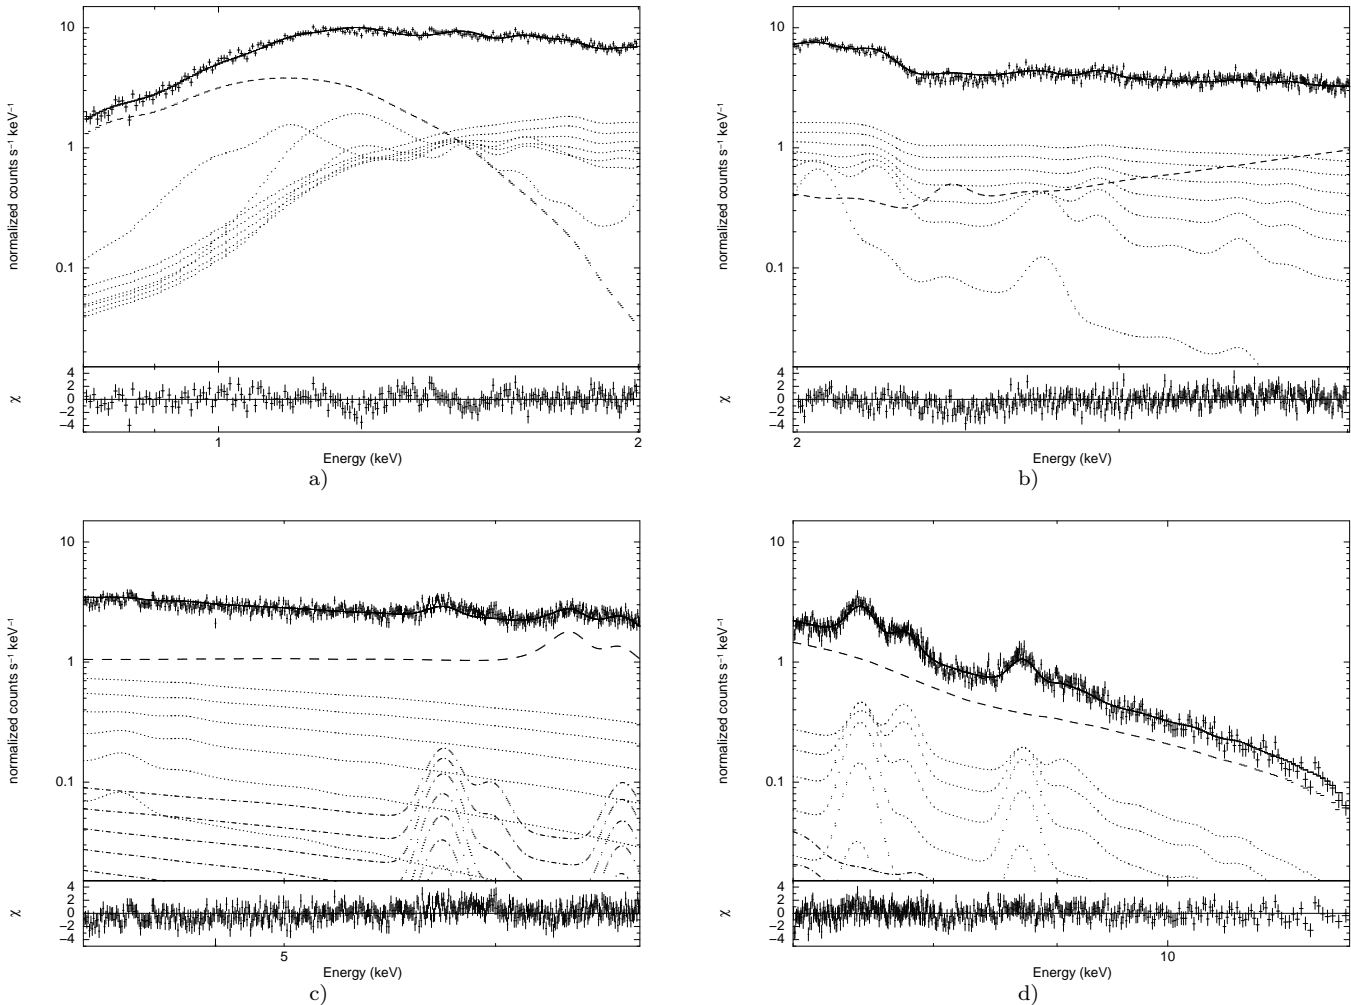 10
1
0.1
normalized counts s⁻¹ keV⁻¹
4
2
0
−2
−4
χ
1
2
Energy (keV)
a)
10
1
0.1
normalized counts s⁻¹ keV⁻¹
4
2
0
−2
−4
χ
2
Energy (keV)
b)
10
1
0.1
normalized counts s⁻¹ keV⁻¹
4
2
0
−2
−4
χ
5
Energy (keV)
c)
10
1
0.1
normalized counts s⁻¹ keV⁻¹
4
2
0
−2
−4
χ
10
Energy (keV)
d)